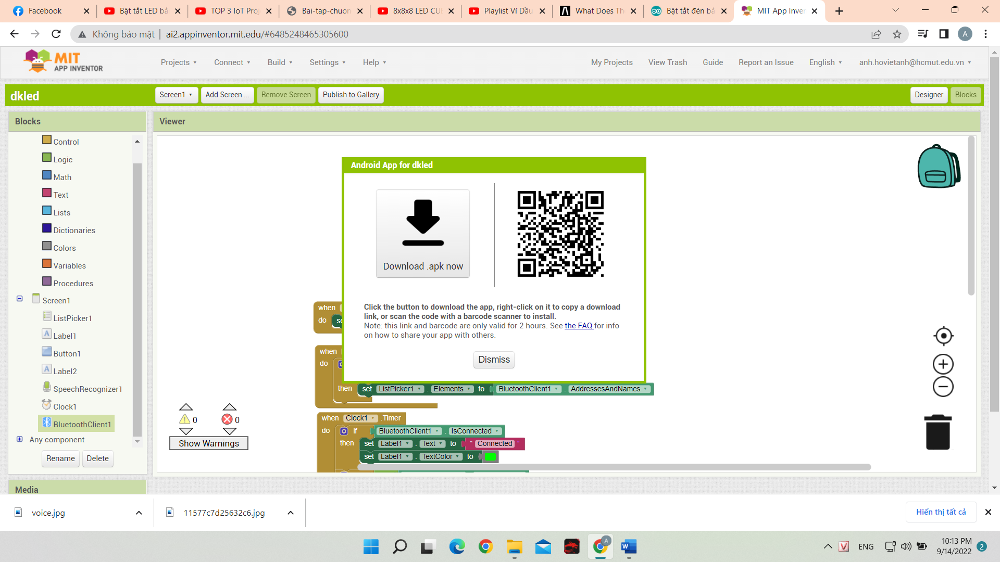 Facebook
Bật tắt LED bằ
TOP 3 IoT Proj
Bai-tap-chuon
8x8x8 LED CU
Playlist Ví Dầu
What Does Th
Bật tắt đèn bằ
MIT App Inver
Không bảo mật | ai2.appinventor.mit.edu/#6485248465305600
A
MIT
APP INVENTOR
Projects
Connect
Build
Settings
Help
My Projects
View Trash
Guide
Report an Issue
English
anh.hovietanh@hcmut.edu.vn
dkled
Screen1
Add Screen ...
Remove Screen
Publish to Gallery
Designer
Blocks
Blocks
Viewer
Control
Logic
Math
Text
Lists
Dictionaries
Colors
Variables
Procedures
Screen1
ListPicker1
Label1
Button1
Label2
SpeechRecognizer1
Clock1
BluetoothClient1
Any component
Rename
Delete
Media
Android App for dkled
Download .apk now
Click the button to download the app, right-click on it to copy a download
link, or scan the code with a barcode scanner to install.
Note: this link and barcode are only valid for 2 hours. See the FAQ for info
on how to share your app with others.
Dismiss
when
do se
when
do
then set ListPicker1 . Elements to BluetoothClient1 . AddressesAndNames
when Clock1 .Timer
do if BluetoothClient1 . IsConnected
then set Label1 . Text to “ Connected ”
set Label1 . TextColor to
0
0
Show Warnings
voice.jpg
11577c7d25632c6.jpg
Hiển thị tất cả
A
W
V
ENG
10:13 PM
9/14/2022
2